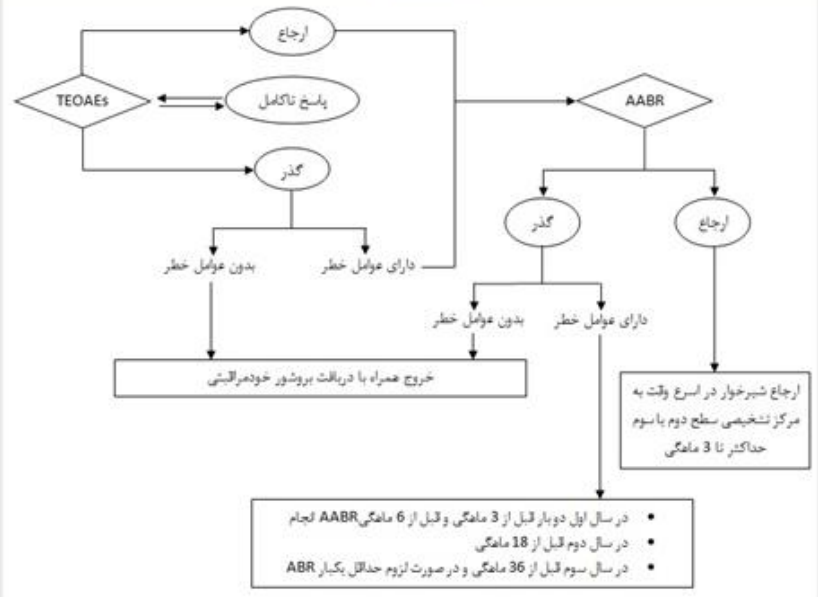 ارجاع
TEOAEs
پاسخ ناکامل
AABR
گذر
گذر
ارجاع
بدون عوامل خطر
دارای عوامل خطر
بدون عوامل خطر
دارای عوامل خطر
خروج همراه با دریافت بروشور خودمراقبتی
ارجاع شیرخوار در اسرع وقت به
مرکز تشخیصی سطح دوم یا سوم
حداکثر تا 3 ماهگی
• در سال اول دو بار قبل از 3 ماهگی و قبل از 6 ماهگی AABR انجام
• در سال دوم قبل از 18 ماهگی
• در سال سوم قبل از 36 ماهگی و در صورت لزوم حداقل یکبار ABR